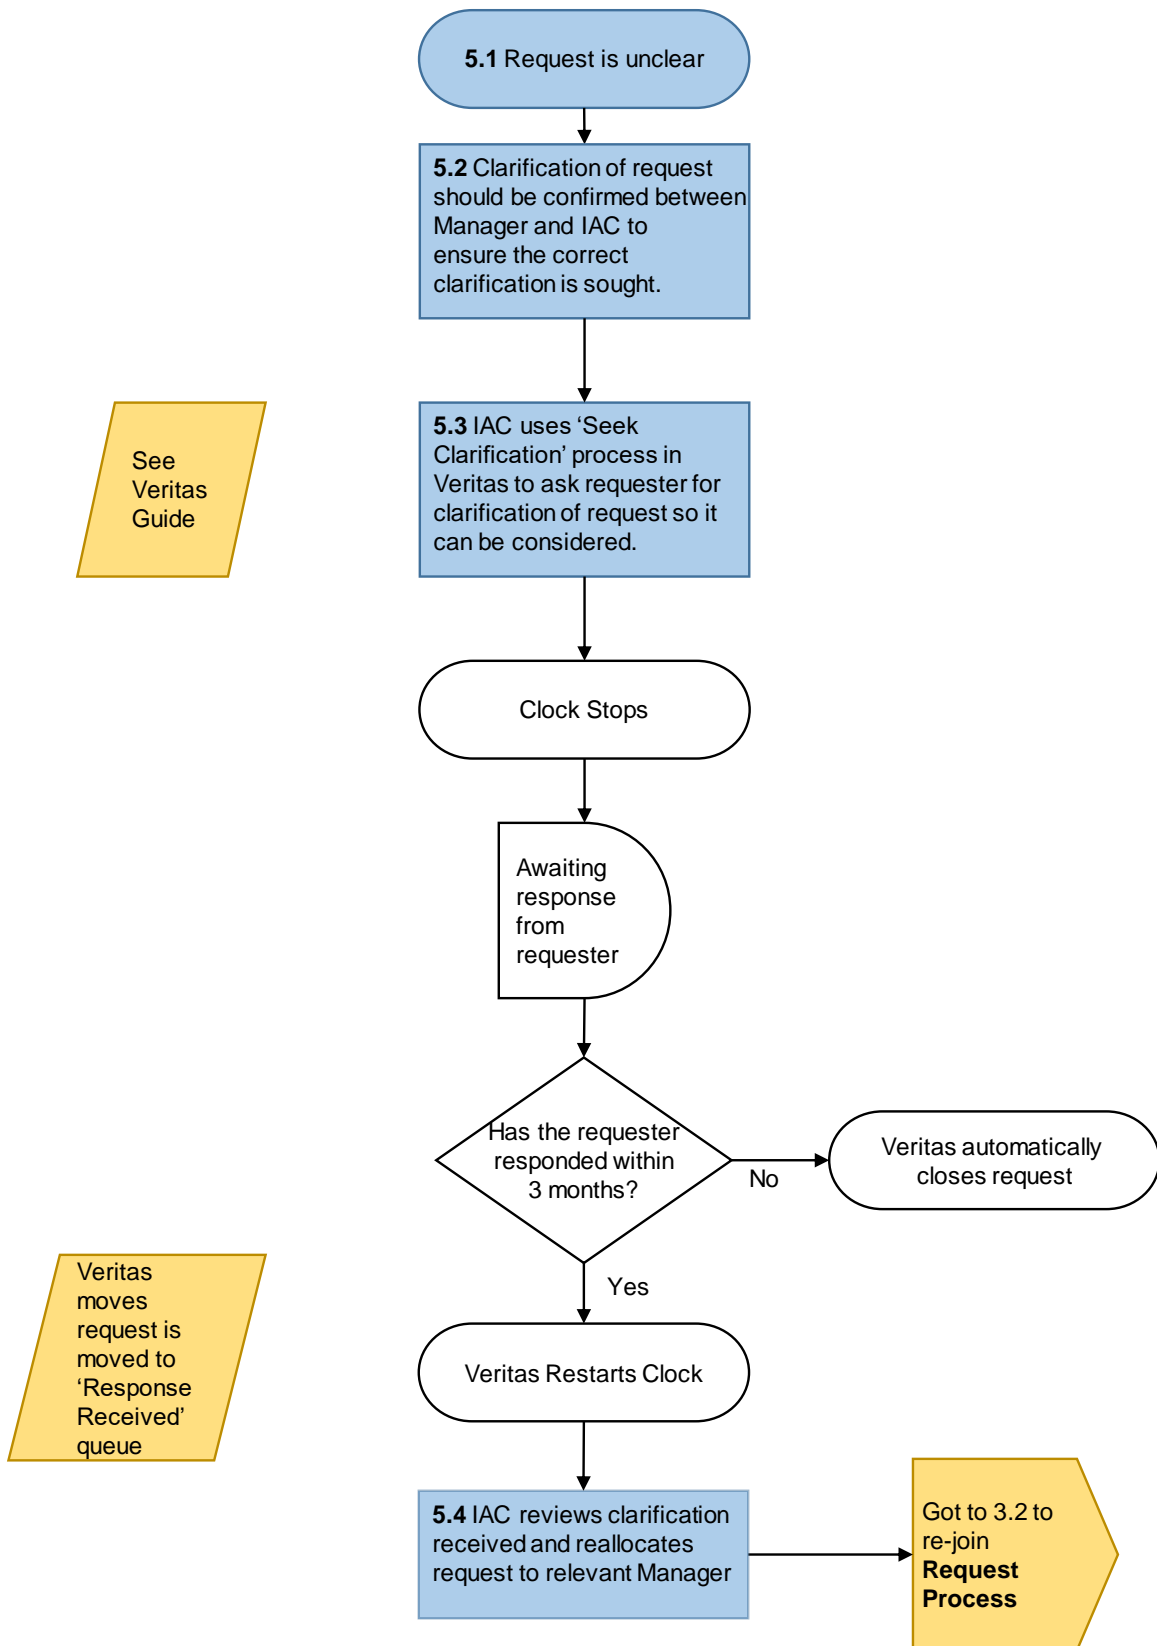 5.1 Request is unclear
5.2 Clarification of request
should be confirmed between
Manager and IAC to
ensure the correct
clarification is sought.
See
Veritas
Guide
5.3 IAC uses ‘Seek
Clarification’ process in
Veritas to ask requester for
clarification of request so it
can be considered.
Clock Stops
Awaiting
response
from
requester
Has the requester
responded within
3 months?
No
Veritas automatically
closes request
Yes
Veritas
moves
request is
moved to
‘Response
Received’
queue
Veritas Restarts Clock
5.4 IAC reviews clarification
received and reallocates
request to relevant Manager
Got to 3.2 to
re-join
Request
Process